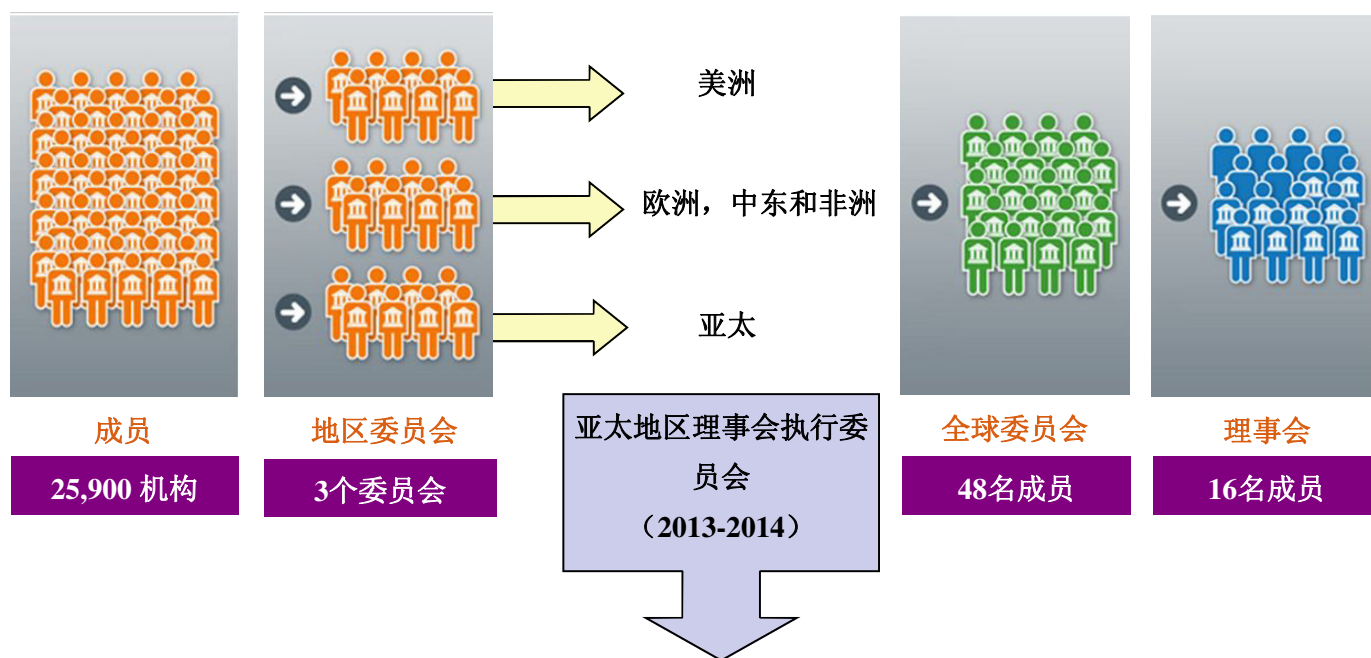 美洲
欧洲，中东和非洲
亚太
成员
25,900 机构
地区委员会
3个委员会
亚太地区理事会执行委
员会
（2013-2014）
全球委员会
48名成员
理事会
16名成员